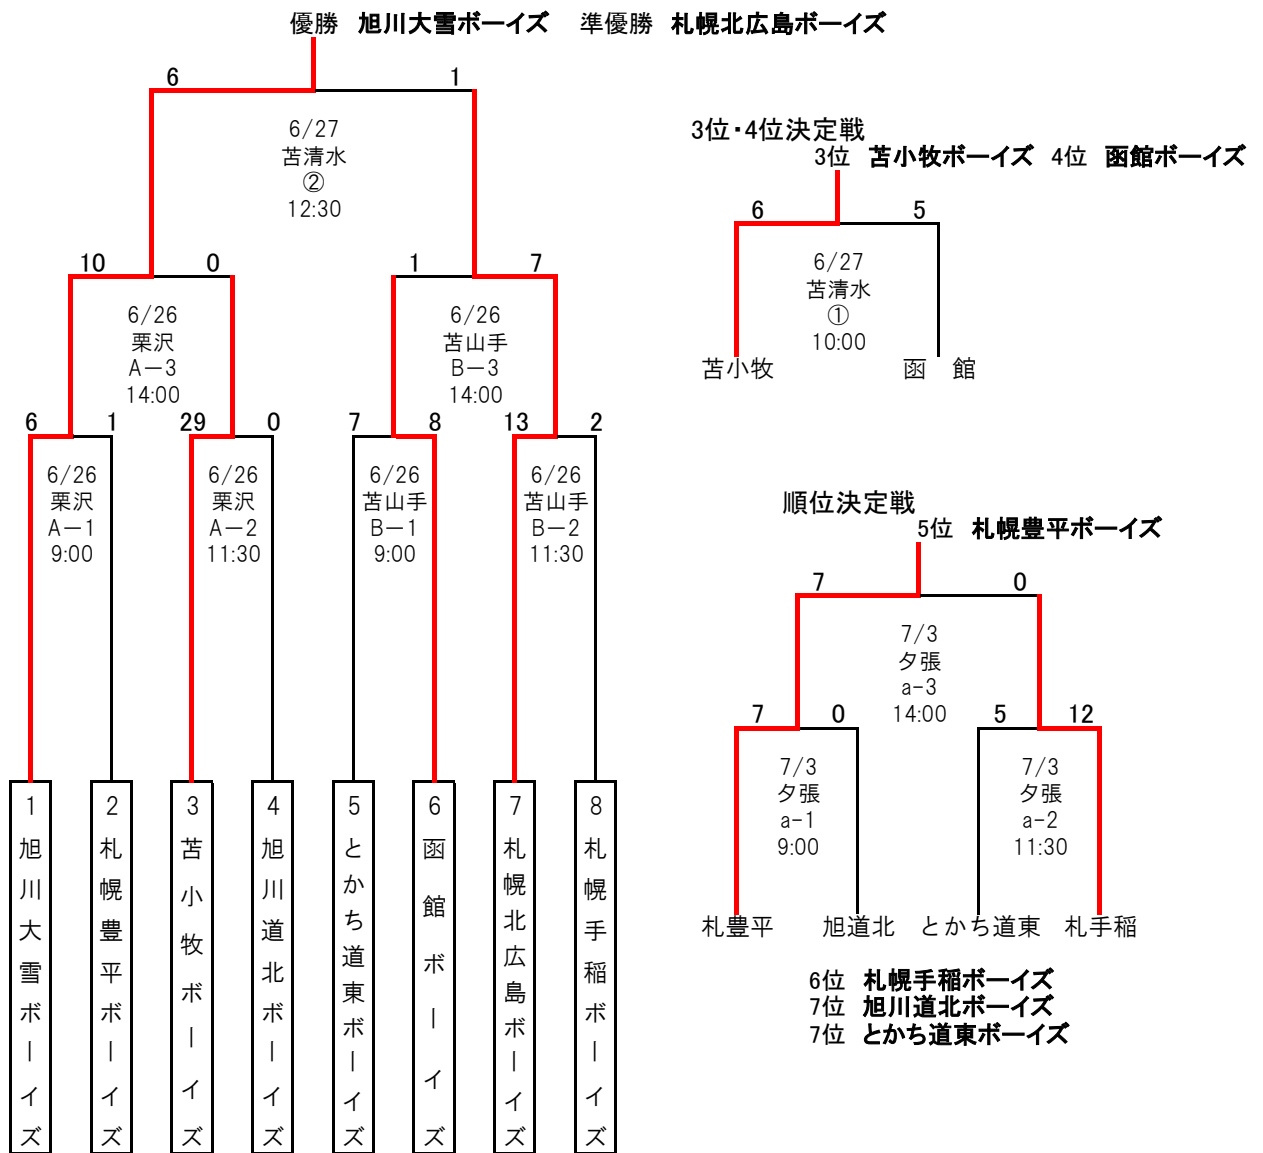 優勝 旭川大雪ボーイズ 準優勝 札幌北広島ボーイズ
6 1
6/27
苫清水
②
12:30
10 0
1 7
6/26
栗沢
A－3
14:00
6/26
苫山手
B－3
14:00
6 1
29 0
7 8
13 2
6/26
栗沢
A－1
9:00
6/26
栗沢
A－2
11:30
6/26
苫山手
B－1
9:00
6/26
苫山手
B－2
11:30
1 旭川大雪ボーイズ
2 札幌豊平ボーイズ
3 苫小牧ボーイズ
4 旭川道北ボーイズ
5 とかち道東ボーイズ
6 函館ボーイズ
7 札幌北広島ボーイズ
8 札幌手稲ボーイズ
3位・4位決定戦
3位 苫小牧ボーイズ 4位 函館ボーイズ
6 5
6/27
苫清水
①
10:00
苫小牧 函 館
順位決定戦
5位 札幌豊平ボーイズ
7 0
7/3
夕張
a-3
14:00
7 0
5 12
7/3
夕張
a-1
9:00
7/3
夕張
a-2
11:30
札豊平 旭道北 とかち道東 札手稲
6位 札幌手稲ボーイズ
7位 旭川道北ボーイズ
7位 とかち道東ボーイズ